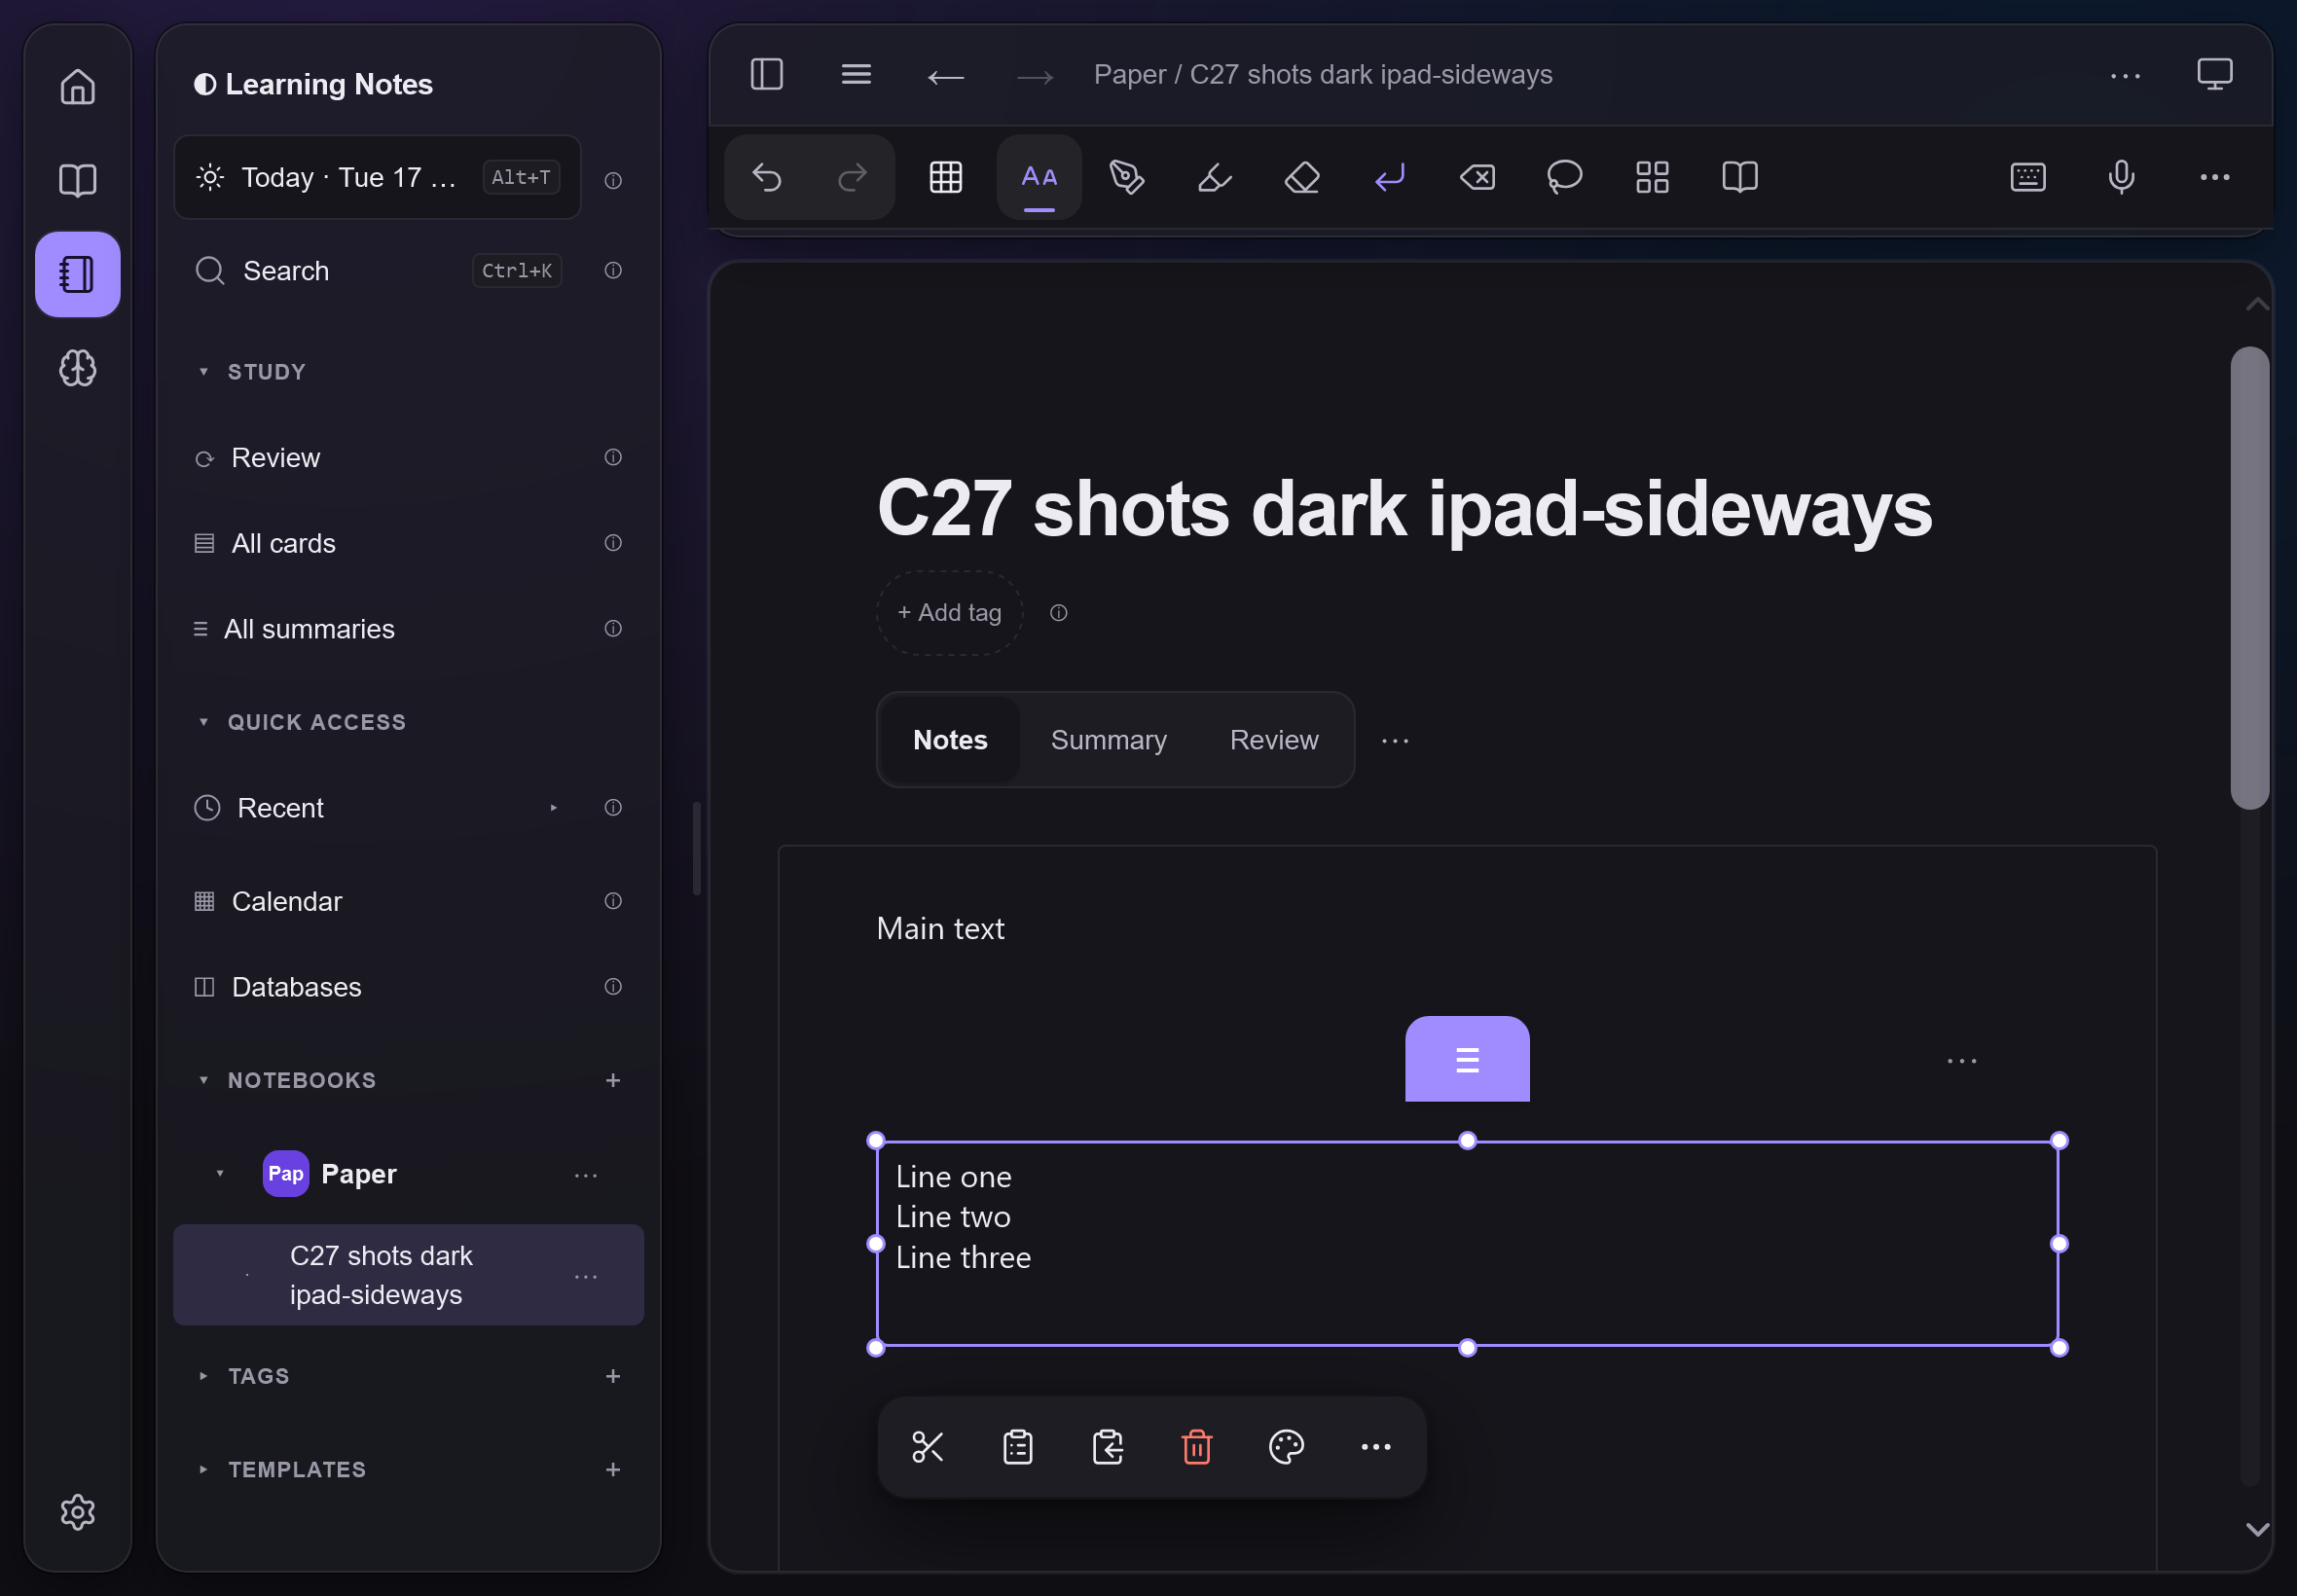 Learning Notes
Today · Tue 17 ... Alt+T
Search Ctrl+K
STUDY
Review
All cards
All summaries
QUICK ACCESS
Recent
Calendar
Databases
NOTEBOOKS
Pap Paper
C27 shots dark
ipad-sideways
TAGS
TEMPLATES
Paper / C27 shots dark ipad-sideways
AA
C27 shots dark ipad-sideways
+ Add tag
Notes Summary Review
Main text
Line one
Line two
Line three